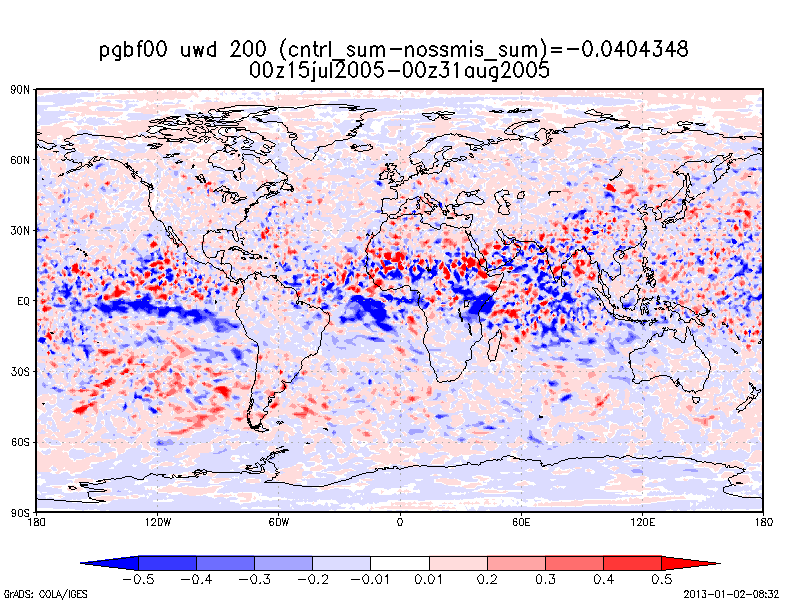 pgbf00 uwd 200 (cntrl_sum-nossmis_sum)=-0.0404348
00z15jul2005-00z31aug2005
90N
60N
30N
EQ
30S
60S
90S
180 120W 60W 0 60E 120E 180
-0.5 -0.4 -0.3 -0.2 -0.01 0.01 0.2 0.3 0.4 0.5
GrADS: COLA/IGES 2013-01-02-08:32